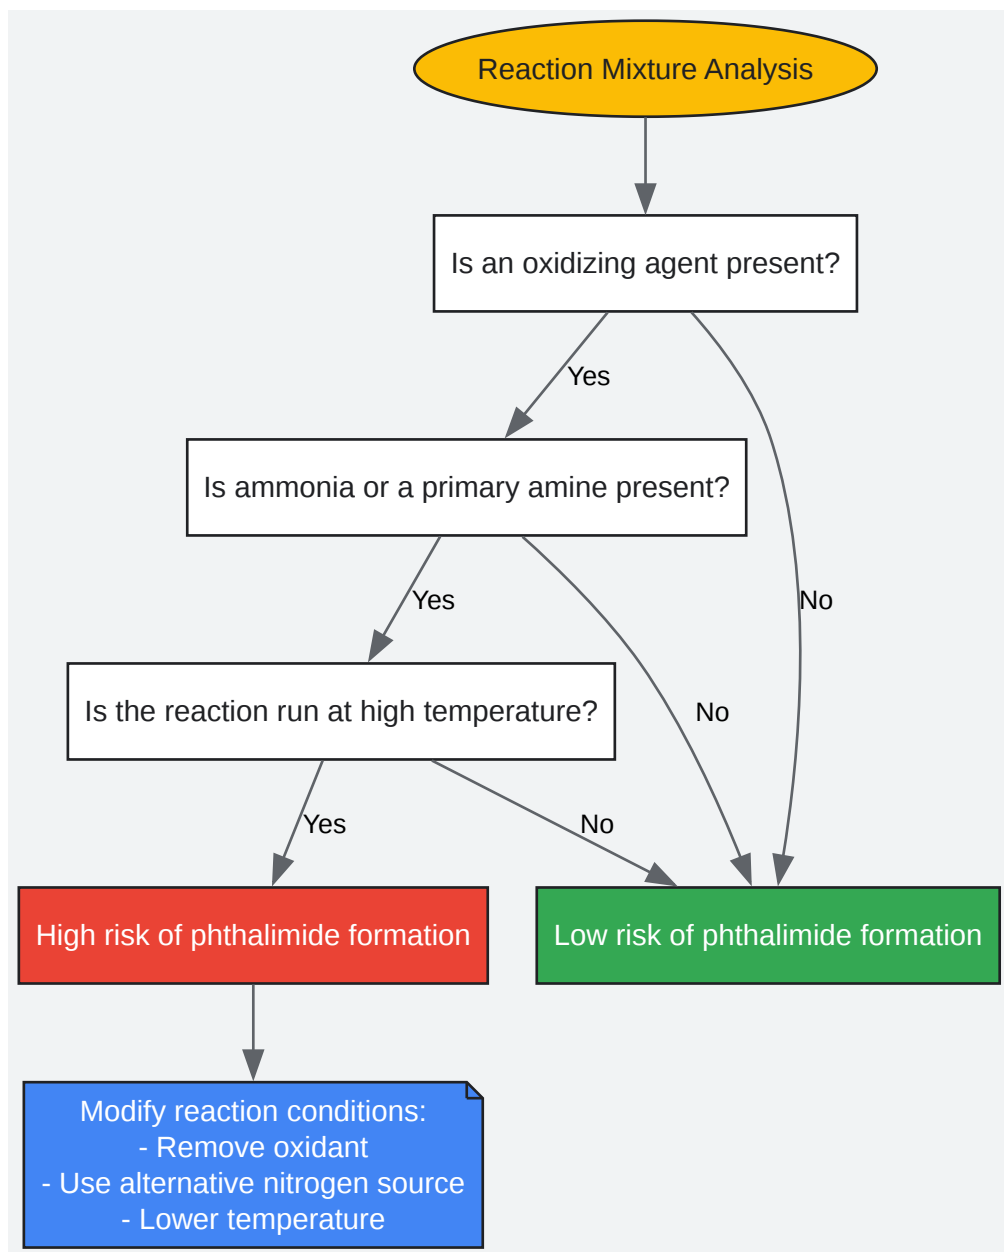 Reaction Mixture Analysis
Is an oxidizing agent present?
Yes
Is ammonia or a primary amine present?
Yes
No
Is the reaction run at high temperature?
No
Yes
No
High risk of phthalimide formation
Low risk of phthalimide formation
Modify reaction conditions:
- Remove oxidant
- Use alternative nitrogen source
- Lower temperature